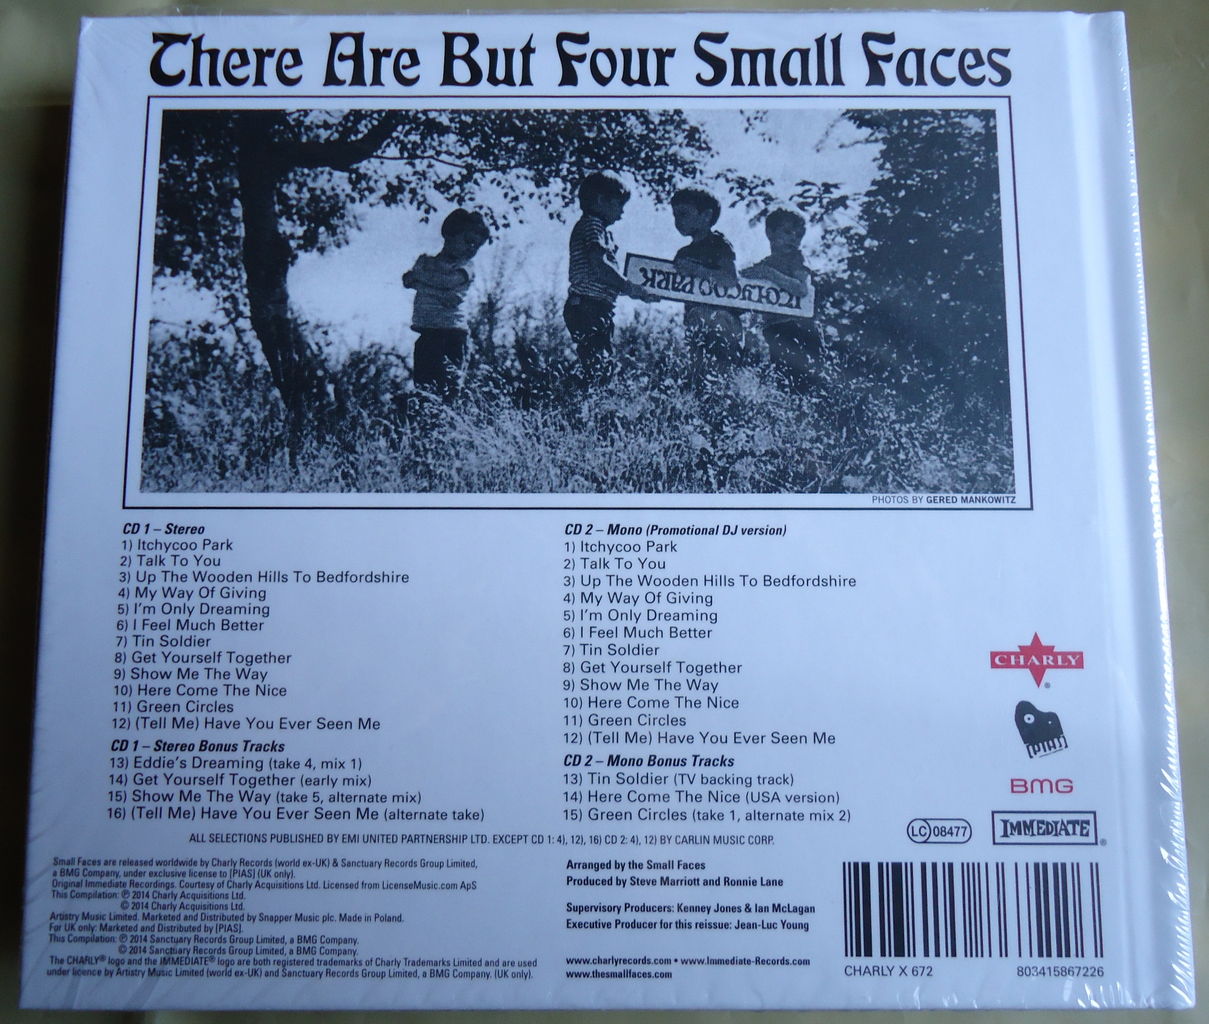 There Are But Four Small Faces
ITCHYCOO PARK
PHOTOS BY GERED MANKOWITZ
CD 1 – Stereo
1) Itchycoo Park
2) Talk To You
3) Up The Wooden Hills To Bedfordshire
4) My Way Of Giving
5) I'm Only Dreaming
6) I Feel Much Better
7) Tin Soldier
8) Get Yourself Together
9) Show Me The Way
10) Here Come The Nice
11) Green Circles
12) (Tell Me) Have You Ever Seen Me
CD 1 – Stereo Bonus Tracks
13) Eddie's Dreaming (take 4, mix 1)
14) Get Yourself Together (early mix)
15) Show Me The Way (take 5, alternate mix)
16) (Tell Me) Have You Ever Seen Me (alternate take)
CD 2 – Mono (Promotional DJ version)
1) Itchycoo Park
2) Talk To You
3) Up The Wooden Hills To Bedfordshire
4) My Way Of Giving
5) I'm Only Dreaming
6) I Feel Much Better
7) Tin Soldier
8) Get Yourself Together
9) Show Me The Way
10) Here Come The Nice
11) Green Circles
12) (Tell Me) Have You Ever Seen Me
CD 2 – Mono Bonus Tracks
13) Tin Soldier (TV backing track)
14) Here Come The Nice (USA version)
15) Green Circles (take 1, alternate mix 2)
CHARLY®
[PIAS]
BMG
LC 08477
IMMEDIATE®
ALL SELECTIONS PUBLISHED BY EMI UNITED PARTNERSHIP LTD. EXCEPT CD 1: 4), 12), 16) CD 2: 4), 12) BY CARLIN MUSIC CORP.
Small Faces are released worldwide by Charly Records (world ex-UK) & Sanctuary Records Group Limited,
a BMG Company, under exclusive license to [PIAS] (UK only).
Original Immediate Recordings. Courtesy of Charly Acquisitions Ltd. Licensed from LicenseMusic.com ApS
This Compilation: ℗ 2014 Charly Acquisitions Ltd.
© 2014 Charly Acquisitions Ltd.
Artistry Music Limited. Marketed and Distributed by Snapper Music plc. Made in Poland.
For UK only: Marketed and Distributed by [PIAS].
This Compilation: ℗ 2014 Sanctuary Records Group Limited, a BMG Company.
© 2014 Sanctuary Records Group Limited, a BMG Company.
The CHARLY® logo and the IMMEDIATE® logo are both registered trademarks of Charly Trademarks Limited and are used
under licence by Artistry Music Limited (world ex-UK) and Sanctuary Records Group Limited, a BMG Company. (UK only).
Arranged by the Small Faces
Produced by Steve Marriott and Ronnie Lane
Supervisory Producers: Kenney Jones & Ian McLagan
Executive Producer for this reissue: Jean-Luc Young
www.charlyrecords.com • www.Immediate-Records.com
www.thesmallfaces.com
CHARLY X 672
803415867226